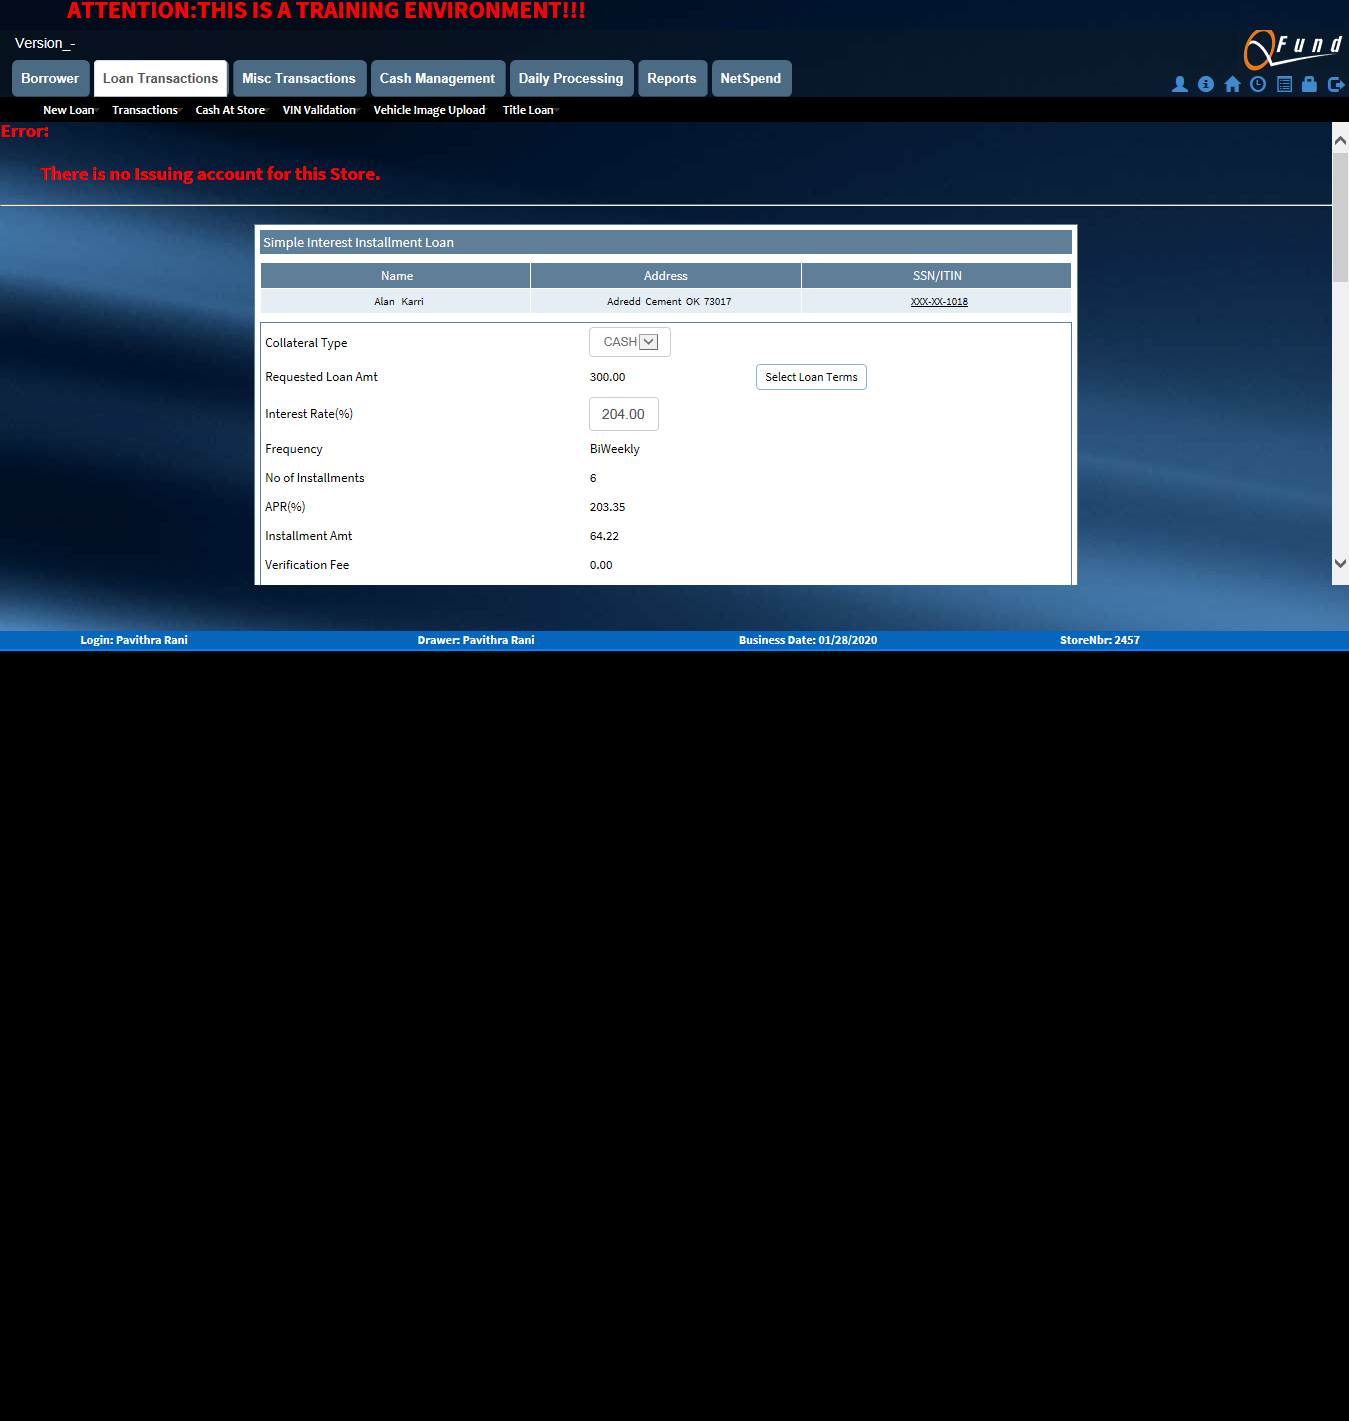 ATTENTION:THIS IS A TRAINING ENVIRONMENT!!!
Version_-
QFund
Borrower Loan Transactions Misc Transactions Cash Management Daily Processing Reports NetSpend
New Loan Transactions Cash At Store VIN Validation Vehicle Image Upload Title Loan
Error:
There is no Issuing account for this Store.
Simple Interest Installment Loan
Name Address SSN/ITIN
Alan Karri Adredd Cement OK 73017 XXX-XX-1018
Collateral Type CASH
Requested Loan Amt 300.00 Select Loan Terms
Interest Rate(%) 204.00
Frequency BiWeekly
No of Installments 6
APR(%) 203.35
Installment Amt 64.22
Verification Fee 0.00
Login: Pavithra Rani Drawer: Pavithra Rani Business Date: 01/28/2020 StoreNbr: 2457